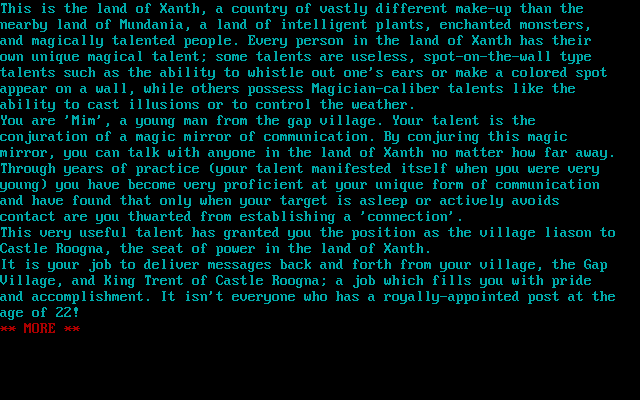 This is the land of Xanth, a country of vastly different make-up than the
nearby land of Mundania, a land of intelligent plants, enchanted monsters,
and magically talented people. Every person in the land of Xanth has their
own unique magical talent; some talents are useless, spot-on-the-wall type
talents such as the ability to whistle out one's ears or make a colored spot
appear on a wall, while others possess Magician-caliber talents like the
ability to cast illusions or to control the weather.
You are 'Mim', a young man from the gap village. Your talent is the
conjuration of a magic mirror of communication. By conjuring this magic
mirror, you can talk with anyone in the land of Xanth no matter how far away.
Through years of practice (your talent manifested itself when you were very
young) you have become very proficient at your unique form of communication
and have found that only when your target is asleep or actively avoids
contact are you thwarted from establishing a 'connection'.
This very useful talent has granted you the position as the village liason to
Castle Roogna, the seat of power in the land of Xanth.
It is your job to deliver messages back and forth from your village, the Gap
Village, and King Trent of Castle Roogna; a job which fills you with pride
and accomplishment. It isn't everyone who has a royally-appointed post at the
age of 22!
** MORE **